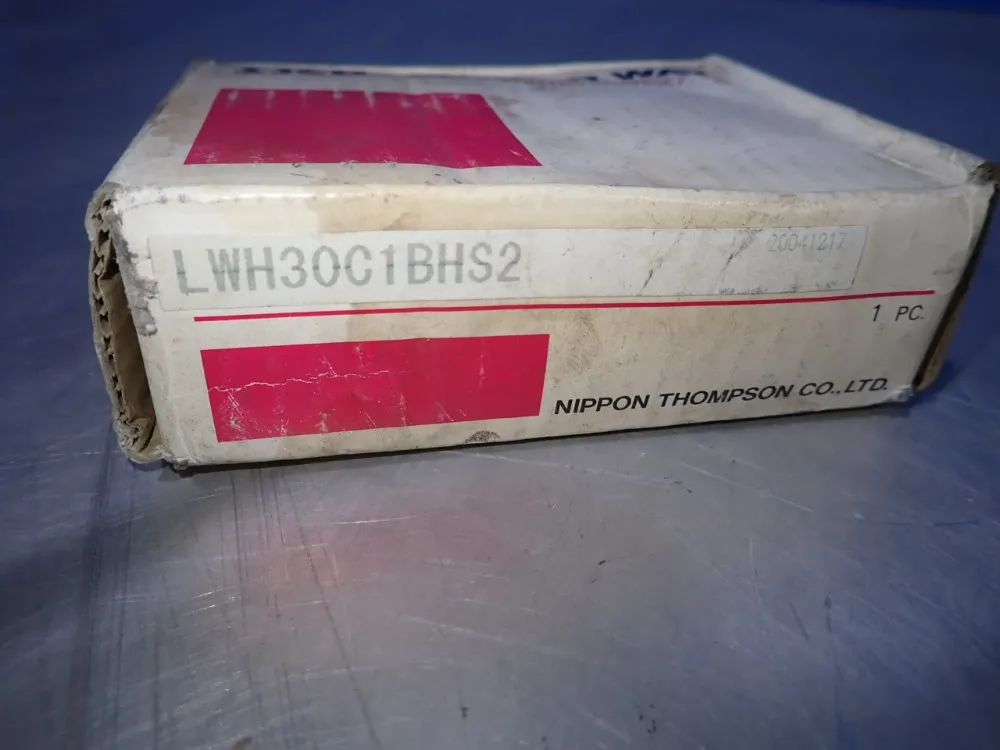 LWH30C1BHS2
20041217
1 PC.
NIPPON THOMPSON CO.,LTD.